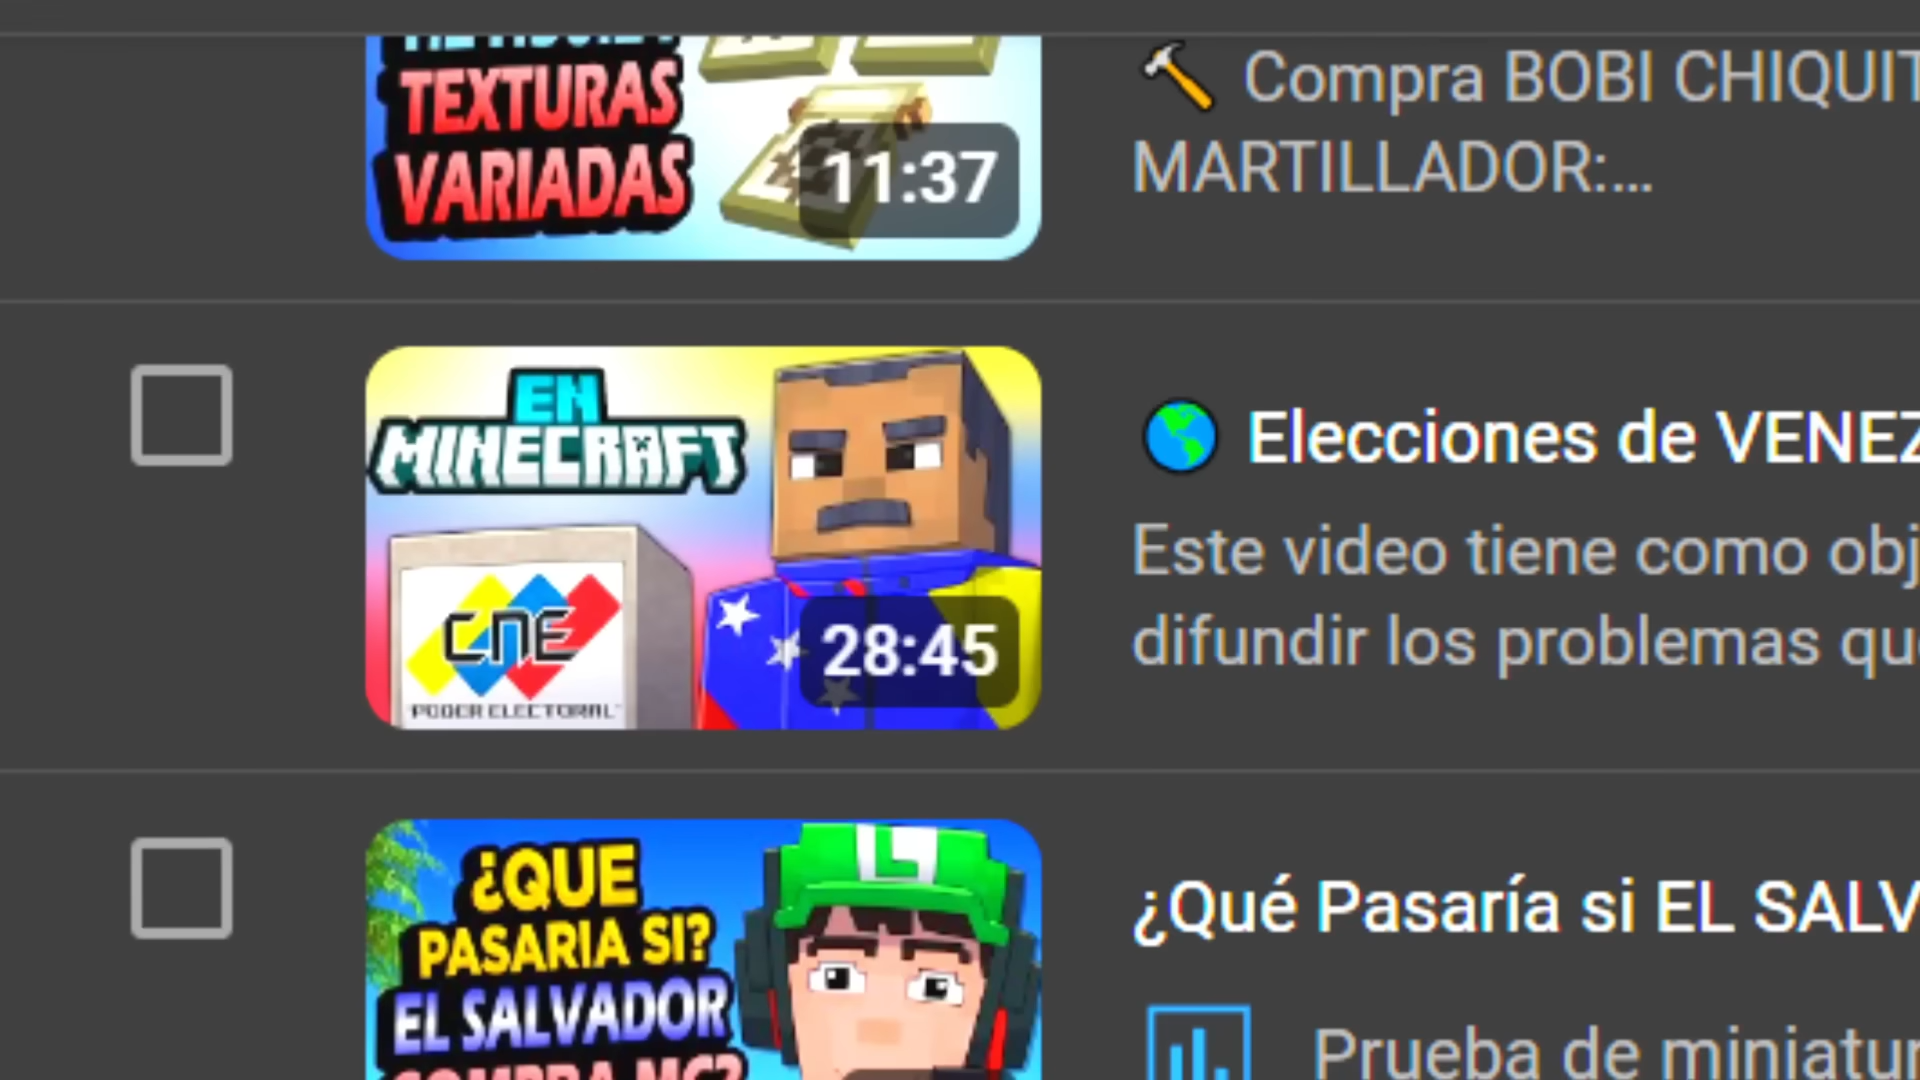 TEXTURAS
VARIADAS
11:37
Compra BOBI CHIQUIT
MARTILLADOR:...
EN
MINECRAFT
CNE
PODER ELECTORAL
28:45
Elecciones de VENEZ
Este video tiene como obj
difundir los problemas qu
¿QUE
PASARIA SI?
EL SALVADOR
COMPRA MC?
L
¿Qué Pasaría si EL SALV
Prueba de miniatur